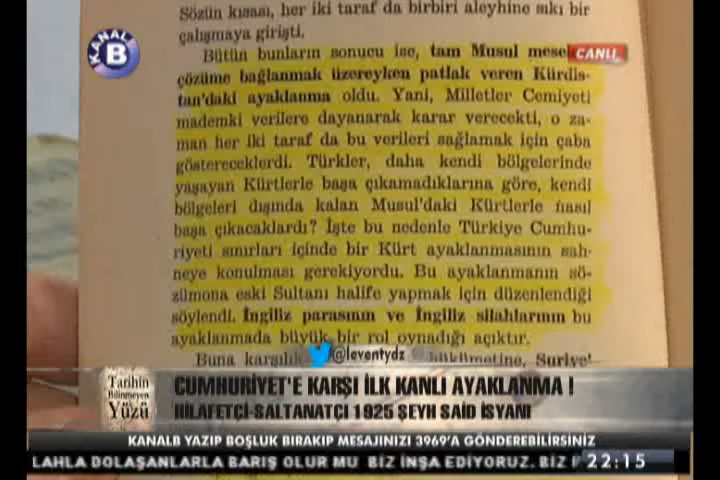 Sözün kısası, her iki taraf da birbiri aleyhine sıkı bir
çalışmaya girişti.
KANAL B
CANLI
Bütün bunların sonucu ise, tam Musul mese
çözüme bağlanmak üzereyken patlak veren Kürdis-
tan'daki ayaklanma oldu. Yani, Milletler Cemiyeti
mademki verilere dayanarak karar verecekti, o za-
man her iki taraf da bu verileri sağlamak için çaba
göstereceklerdi. Türkler, daha kendi bölgelerinde
yaşayan Kürtlerle başa çıkamadıklarına göre, kendi
bölgeleri dışında kalan Musul'daki Kürtlerle nasıl
başa çıkacaklardı? İşte bu nedenle Türkiye Cumhu-
riyeti sınırları içinde bir Kürt ayaklanmasının sah-
neye konulması gerekiyordu. Bu ayaklanmanın sö-
zümona eski Sultanı halife yapmak için düzenlendiği
söylendi. İngiliz parasının ve İngiliz silahlarının bu
ayaklanmada büyük bir rol oynadığı açıktır.
Buna karşılık hükümetine, Suriye'
@leventydz
Tarihin
Bilinmeyen
Yüzü
CUMHURİYET'E KARŞI İLK KANLI AYAKLANMA !
HİLAFETÇİ-SALTANATÇI 1925 ŞEYH SAİD İSYANI
KANALB YAZIP BOŞLUK BIRAKIP MESAJINIZI 3969'A GÖNDEREBİLİRSİNİZ
LAHLA DOLAŞANLARLA BARIŞ OLUR MU BİZ İNŞA EDİYORUZ. BİZ
22:15